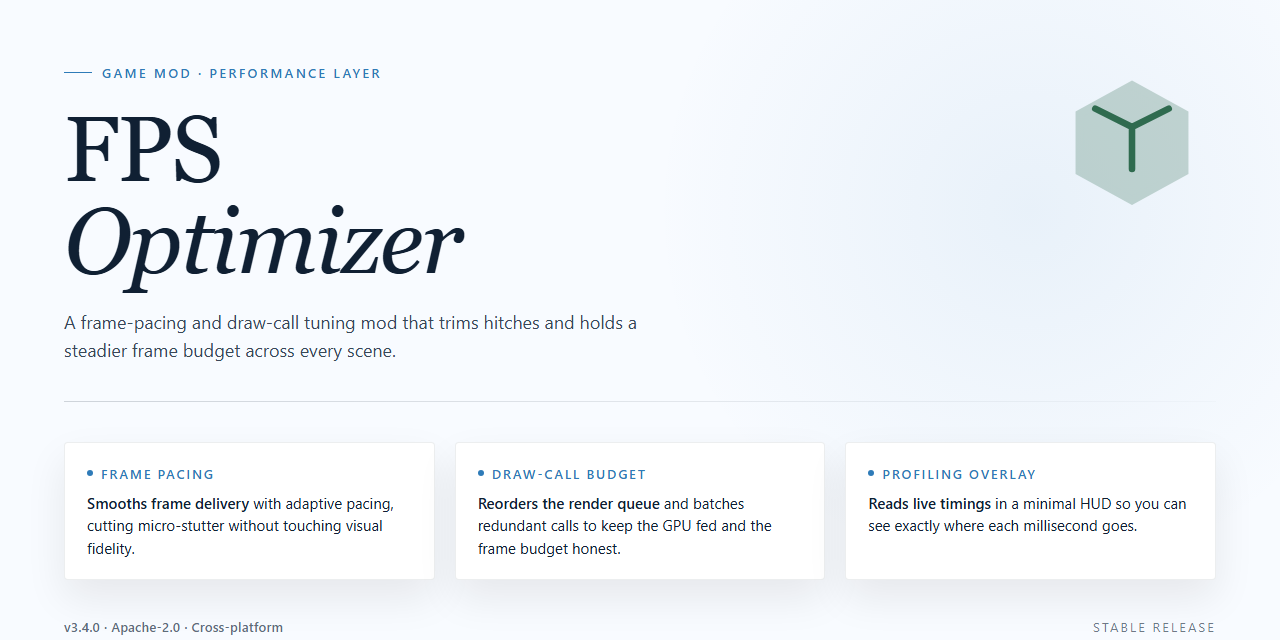 GAME MOD · PERFORMANCE LAYER
FPS
Optimizer
A frame-pacing and draw-call tuning mod that trims hitches and holds a
steadier frame budget across every scene.
FRAME PACING
Smooths frame delivery with adaptive pacing,
cutting micro-stutter without touching visual
fidelity.
DRAW-CALL BUDGET
Reorders the render queue and batches
redundant calls to keep the GPU fed and the
frame budget honest.
PROFILING OVERLAY
Reads live timings in a minimal HUD so you can
see exactly where each millisecond goes.
v3.4.0 · Apache-2.0 · Cross-platform
STABLE RELEASE